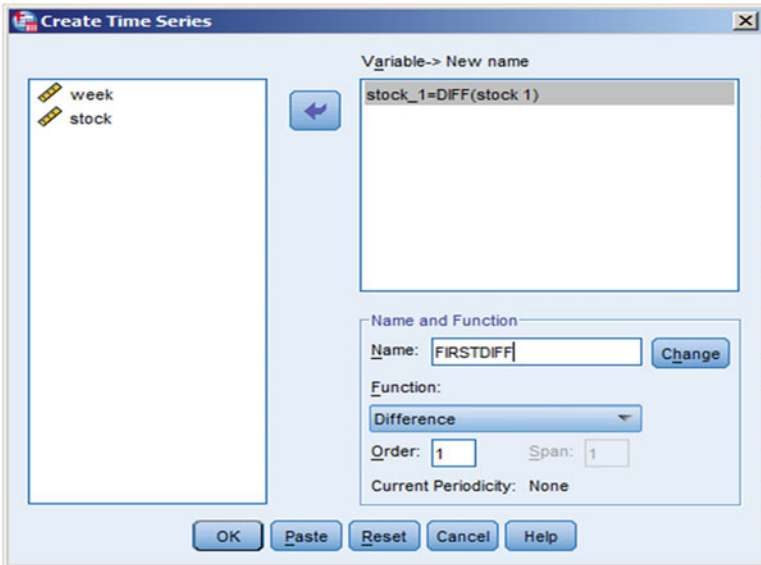 Create Time Series
Variable-> New name
week
stock
stock_1=DIFF(stock 1)
Name and Function
Name: FIRSTDIFF Change
Function:
Difference
Order: 1 Span: 1
Current Periodicity: None
OK Paste Reset Cancel Help